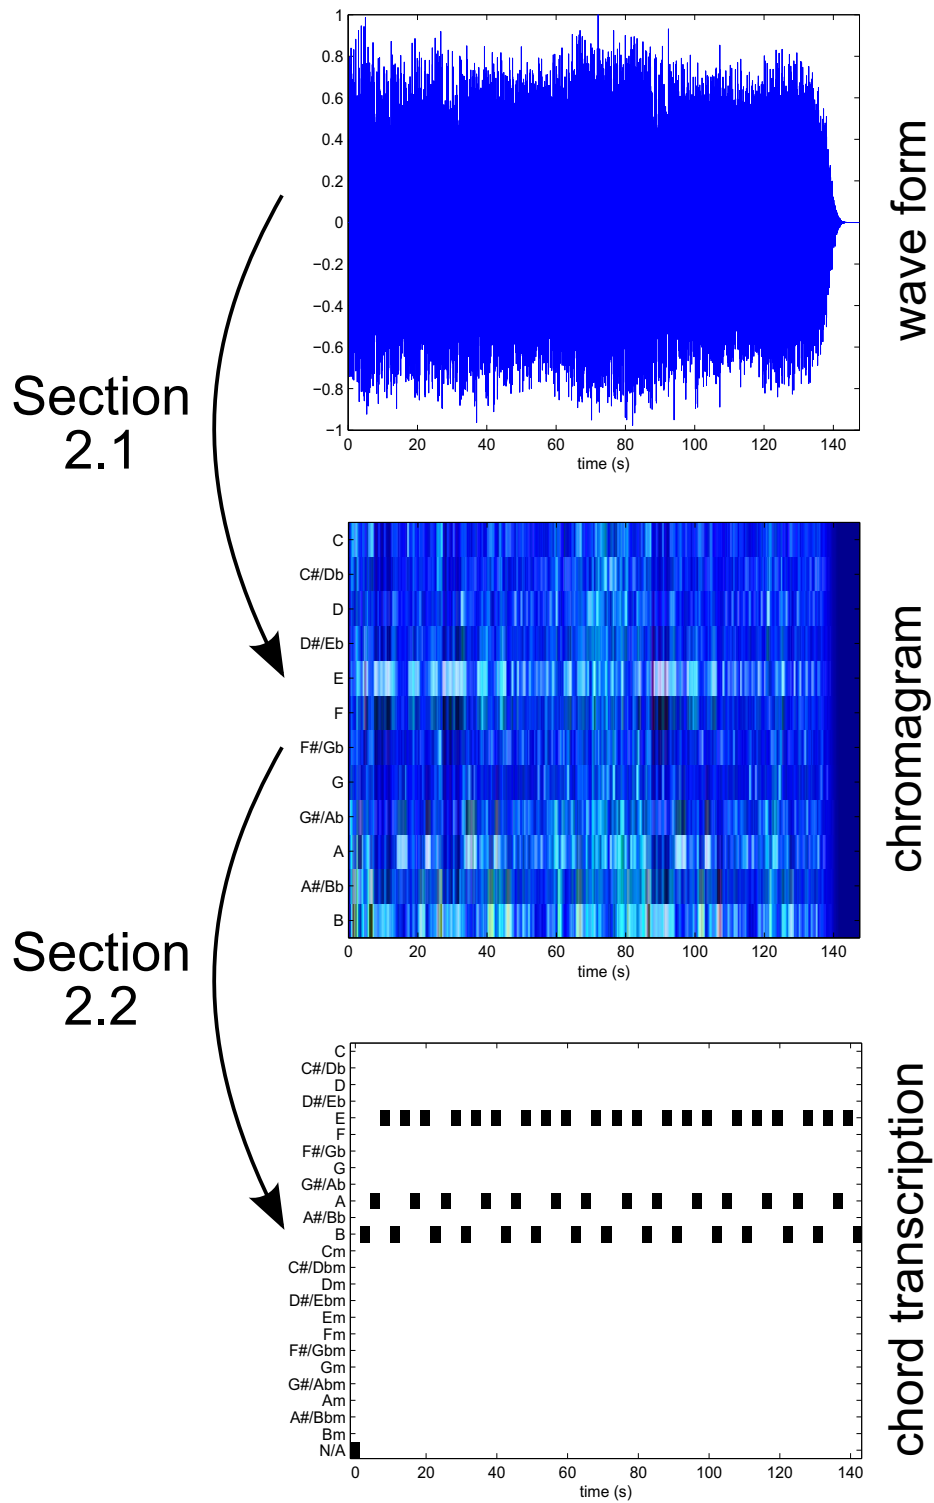 1
0.8
0.6
0.4
0.2
0
−0.2
−0.4
−0.6
−0.8
−1
0 20 40 60 80 100 120 140
time (s)
wave form
Section
2.1
C
C#/Db
D
D#/Eb
E
F
F#/Gb
G
G#/Ab
A
A#/Bb
B
0 20 40 60 80 100 120 140
time (s)
chromagram
Section
2.2
C
C#/Db
D
D#/Eb
E
F
F#/Gb
G
G#/Ab
A
A#/Bb
B
Cm
C#/Dbm
Dm
D#/Ebm
Em
Fm
F#/Gbm
Gm
G#/Abm
Am
A#/Bbm
Bm
N/A
0 20 40 60 80 100 120 140
time (s)
chord transcription